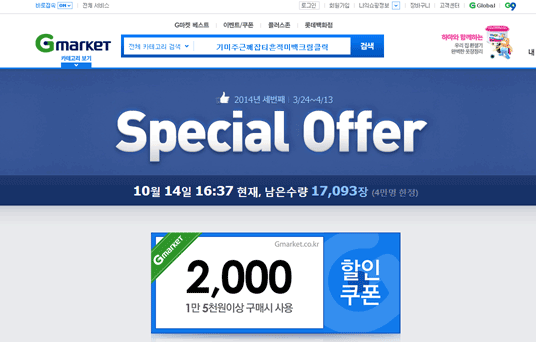 바로접속 ON 전체 서비스
로그인 회원가입 나의쇼핑정보 장바구니 고객센터 Global G9
G마켓 베스트 이벤트/쿠폰 플러스존 롯데백화점
Gmarket
카테고리 보기
전체 카테고리 검색
가미주근깨잡티흔적미백크림클릭
검색
하마와 함께하는
우리 집 환절기
완벽한 옷장정리
내
2014년 세번째 3/24~4/13
Special Offer
10월 14일 16:37 현재, 남은수량 17,093장 (4만명 한정)
Gmarket
Gmarket.co.kr
2,000
1만 5천원이상 구매시 사용
할인
쿠폰